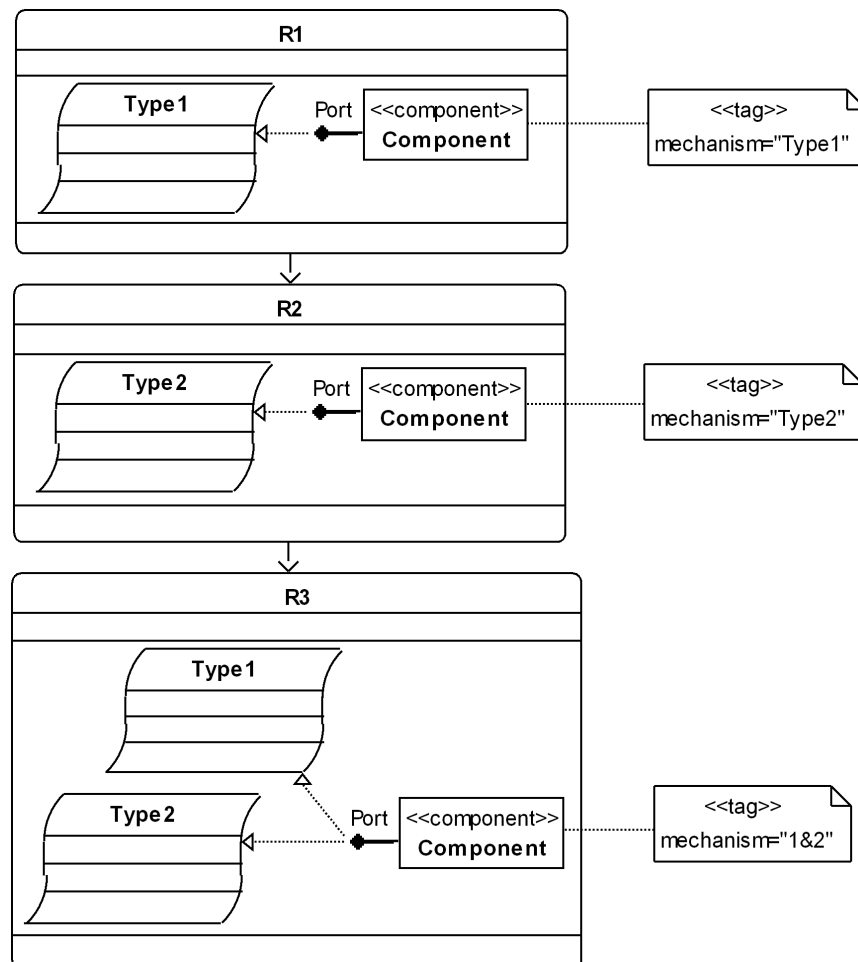 R1
Type1
Port
<<component>>
Component
<<tag>>
mechanism="Type1"
R2
Type2
Port
<<component>>
Component
<<tag>>
mechanism="Type2"
R3
Type1
Type2
Port
<<component>>
Component
<<tag>>
mechanism="1&2"